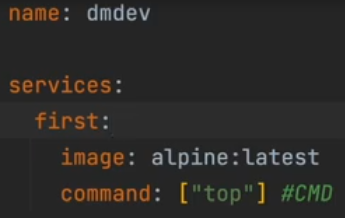 name: dmdev
services:
first:
image: alpine:latest
command: ["top"] #CMD